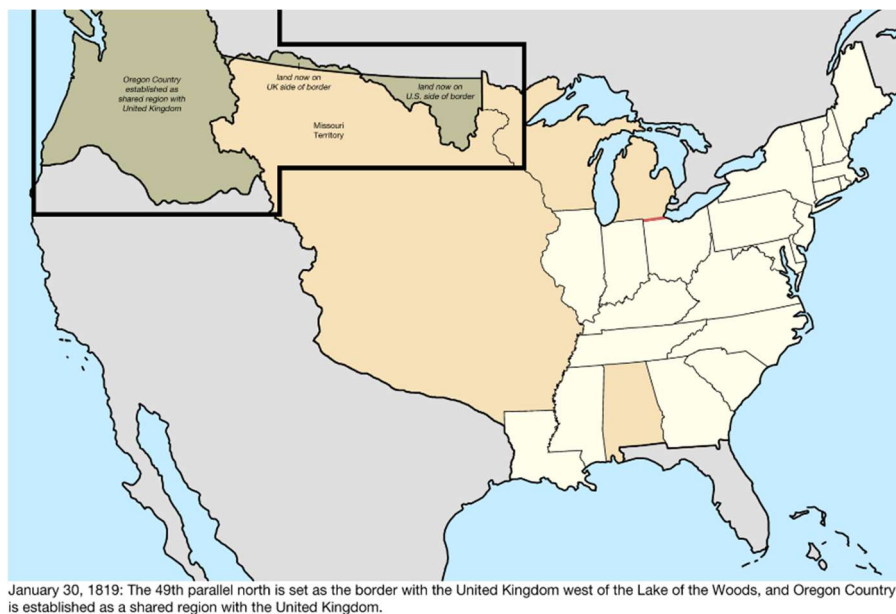 Oregon Country
established as
shared region with
United Kingdom
land now on
UK side of border
land now on
U.S. side of border
Missouri
Territory
January 30, 1819: The 49th parallel north is set as the border with the United Kingdom west of the Lake of the Woods, and Oregon Country
is established as a shared region with the United Kingdom.